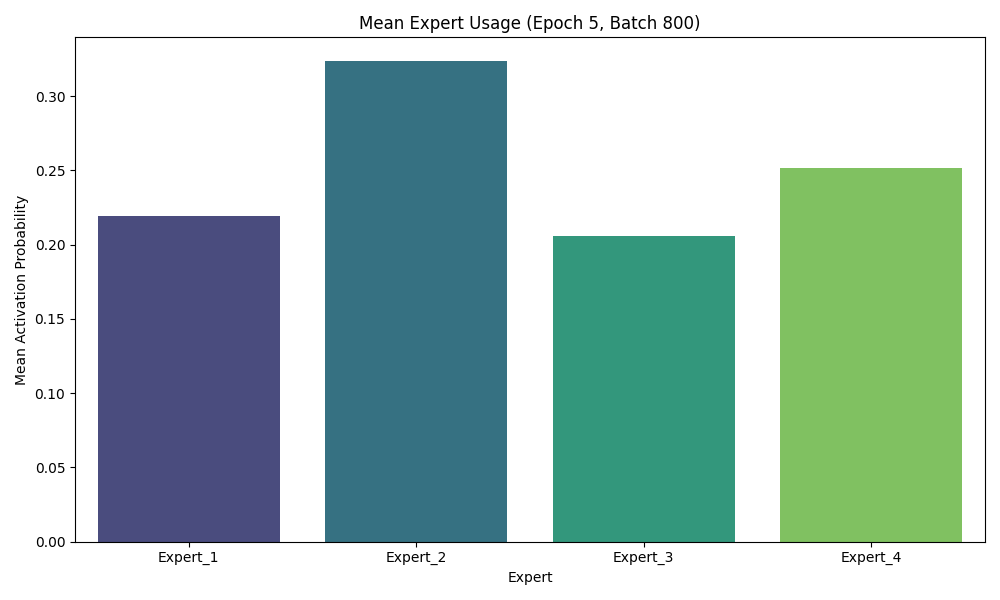 Mean Expert Usage (Epoch 5, Batch 800)
Mean Activation Probability
0.30
0.25
0.20
0.15
0.10
0.05
0.00
Expert_1 Expert_2 Expert_3 Expert_4
Expert